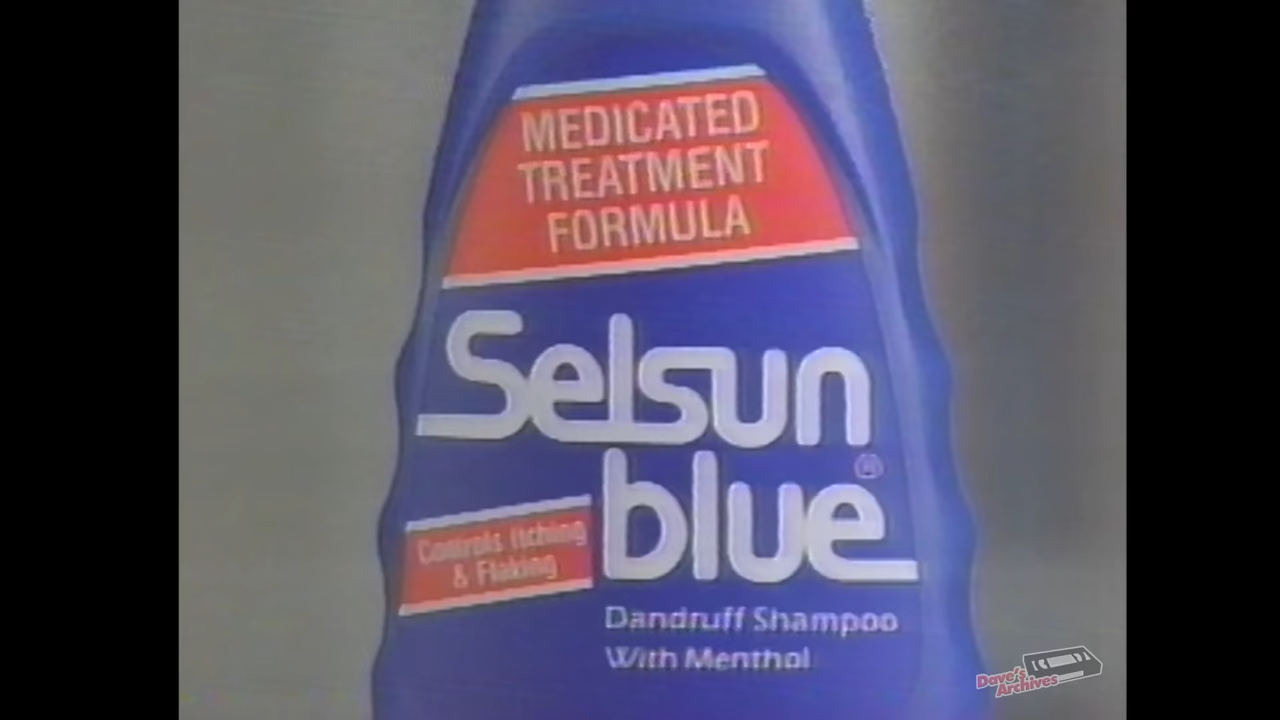 MEDICATED
TREATMENT
FORMULA
Selsun
blue®
Controls Itching
& Flaking
Dandruff Shampoo
With Menthol
Dave's
Archives